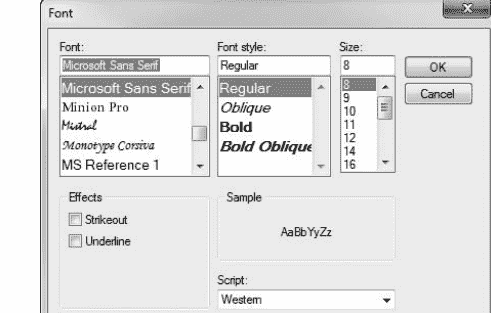 Font
Font:
Font style:
Size:
Microsoft Sans Serif
Regular
8
OK
Cancel
Microsoft Sans Serif
Minion Pro
Mistral
Monotype Corsiva
MS Reference 1
Regular
Oblique
Bold
Bold Oblique
8
9
10
11
12
14
16
Effects
Strikeout
Underline
Sample
AaBbYyZz
Script:
Western